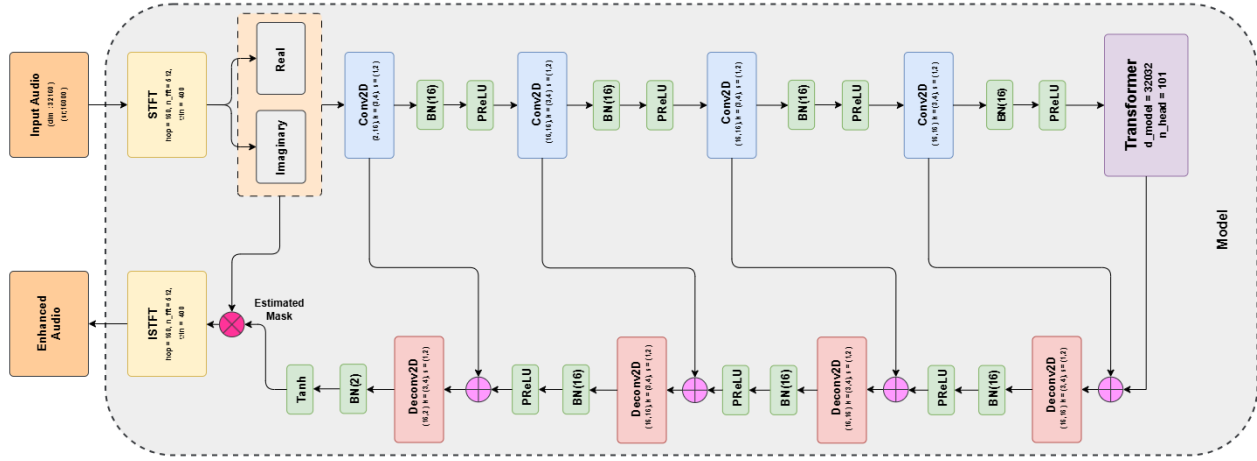 Input Audio
(dim : 32160)
(sr:16000)
STFT
hop = 160, n_fft = 512,
win = 400
Real
Imaginary
Conv2D
(2,16), k = (3,4), s = (1,2)
BN(16)
PReLU
Conv2D
(16,16), k = (3,4) s = (1,2)
BN(16)
PReLU
Conv2D
(16,16), k = (3,4), s = (1,2)
BN(16)
PReLU
Conv2D
(16,16) k = (3,4), s = (1,2)
BN(16)
PReLU
Transformer
d_model = 32032
n_head = 101
Model
Enhanced
Audio
ISTFT
hop = 160, n_fft = 512,
win = 400
Estimated
Mask
Tanh
BN(2)
Deconv2D
(16,2) k = (3,4), s = (1,2)
PReLU
BN(16)
Deconv2D
(16,16) k = (3,4), s = (1,2)
PReLU
BN(16)
Deconv2D
(16,16) k = (3,4), s = (1,2)
PReLU
BN(16)
Deconv2D
(16,16) k = (3,4), s = (1,2)